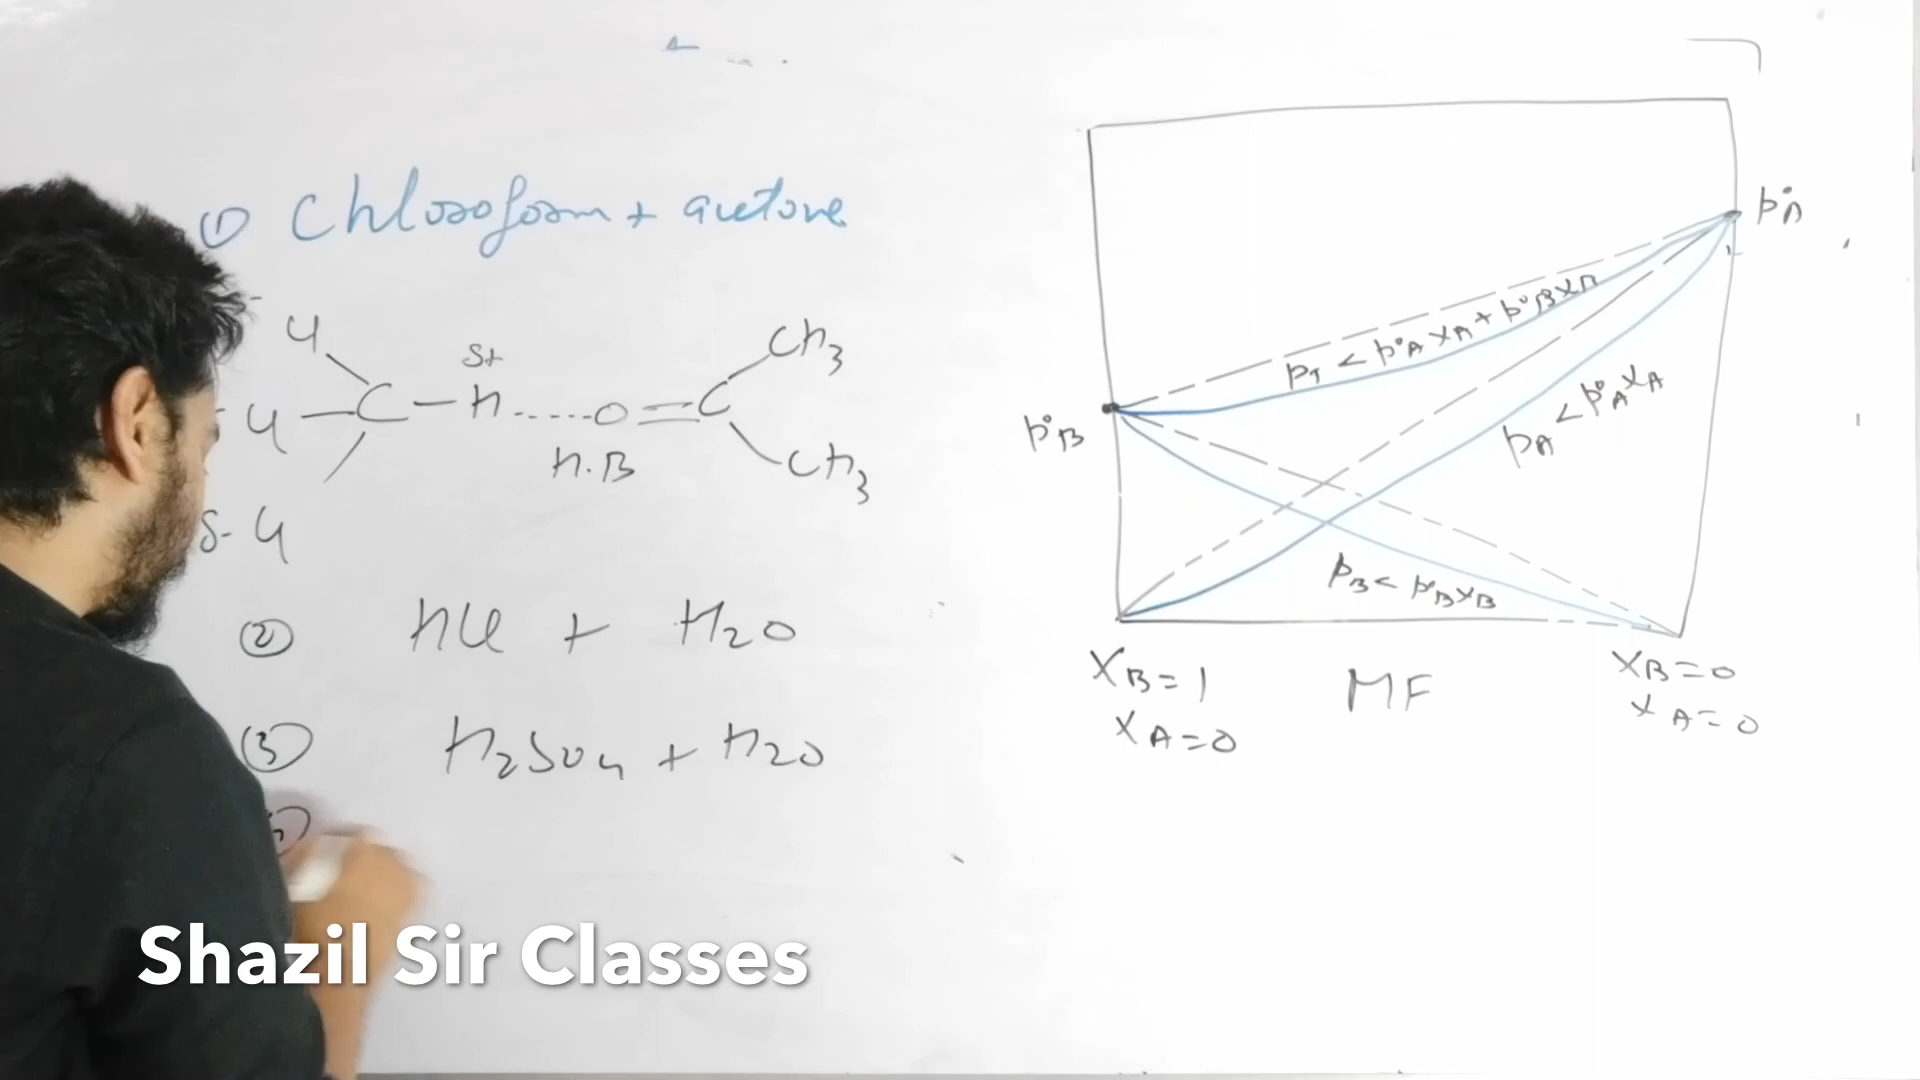 ① Chloroform + acetone
Cl
δ+
CH3
Cl — C — H ...... O = C
H.B
CH3
δ- Cl
② HCl + H2O
③ H2SO4 + H2O
p°A
pT < p°A xA + p°B xB
p°B
pA < p°A xA
pB < p°B xB
XB = 1
XA = 0
MF
XB = 0
XA = 0
Shazil Sir Classes